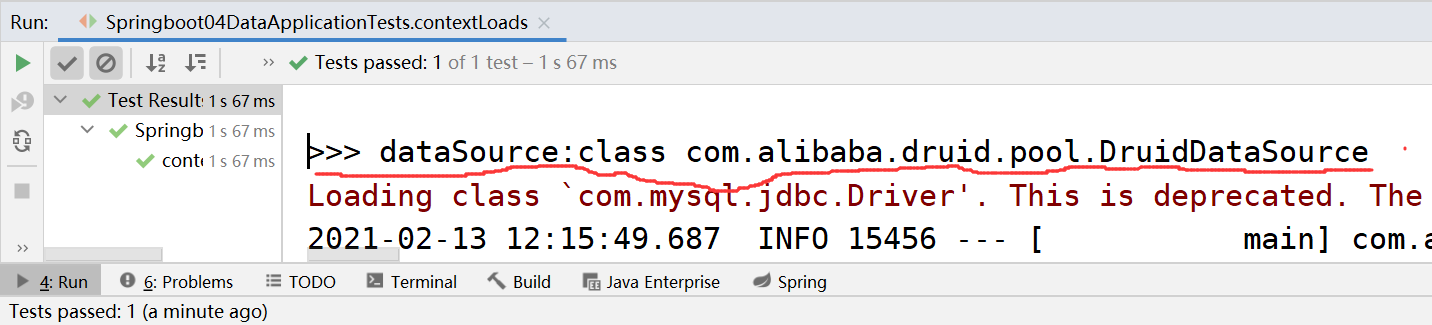 Run: Springboot04DataApplicationTests.contextLoads
Tests passed: 1 of 1 test – 1 s 67 ms
Test Results 1 s 67 ms
Springb 1 s 67 ms
conte 1 s 67 ms
>>> dataSource:class com.alibaba.druid.pool.DruidDataSource
Loading class `com.mysql.jdbc.Driver'. This is deprecated. The
2021-02-13 12:15:49.687  INFO 15456 --- [           main] com.a
4: Run 6: Problems TODO Terminal Build Java Enterprise Spring
Tests passed: 1 (a minute ago)